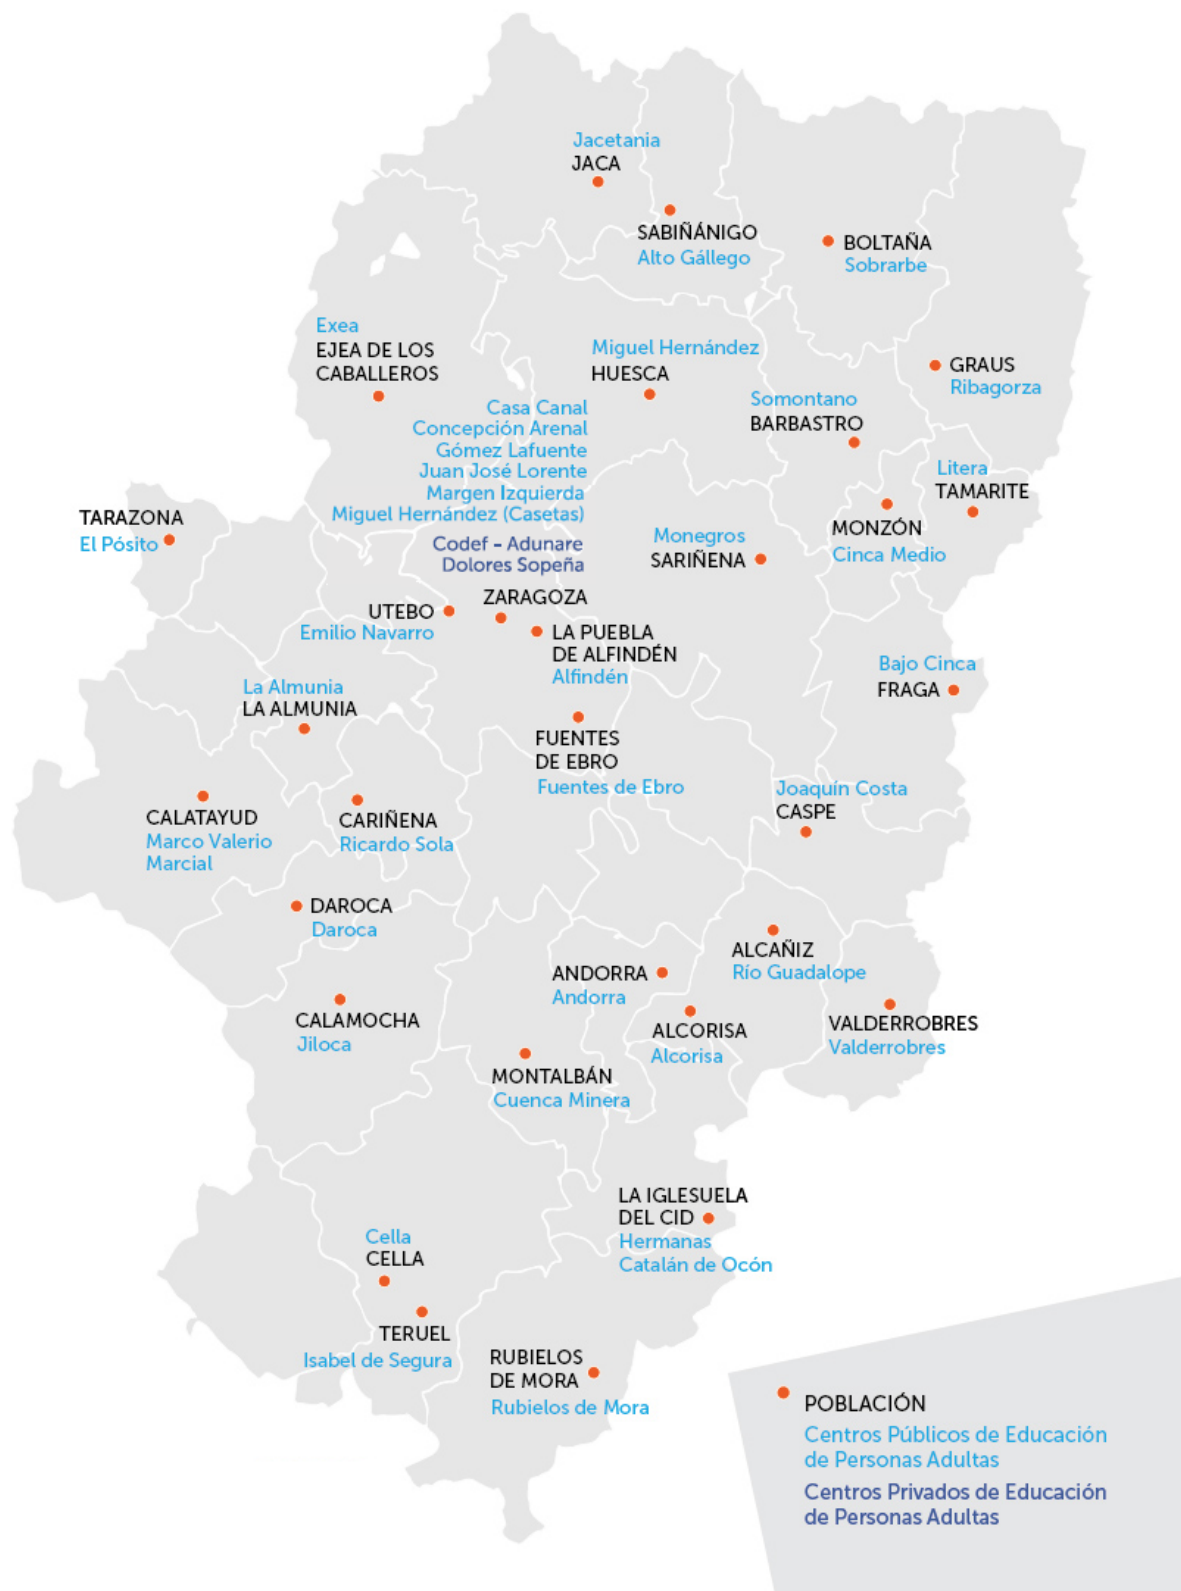 Jacetania
JACA
SABIÑÁNIGO
Alto Gállego
BOLTAÑA
Sobrarbe
Exea
EJEA DE LOS
CABALLEROS
Miguel Hernández
HUESCA
GRAUS
Ribagorza
Somontano
BARBASTRO
Casa Canal
Concepción Arenal
Gómez Lafuente
Juan José Lorente
Margen Izquierda
Miguel Hernández (Casetas)
Codef - Adunare
Dolores Sopeña
ZARAGOZA
Litera
TAMARITE
TARAZONA
El Pósito
MONZÓN
Cinca Medio
Monegros
SARIÑENA
UTEBO
Emilio Navarro
LA PUEBLA
DE ALFINDÉN
Alfindén
Bajo Cinca
FRAGA
La Almunia
LA ALMUNIA
FUENTES
DE EBRO
Fuentes de Ebro
Joaquín Costa
CASPE
CALATAYUD
Marco Valerio
Marcial
CARIÑENA
Ricardo Sola
DAROCA
Daroca
ALCAÑIZ
Río Guadalope
ANDORRA
Andorra
CALAMOCHA
Jiloca
ALCORISA
Alcorisa
VALDERROBRES
Valderrobres
MONTALBÁN
Cuenca Minera
LA IGLESUELA
DEL CID
Hermanas
Catalán de Ocón
Cella
CELLA
TERUEL
Isabel de Segura
RUBIELOS
DE MORA
Rubielos de Mora
POBLACIÓN
Centros Públicos de Educación
de Personas Adultas
Centros Privados de Educación
de Personas Adultas